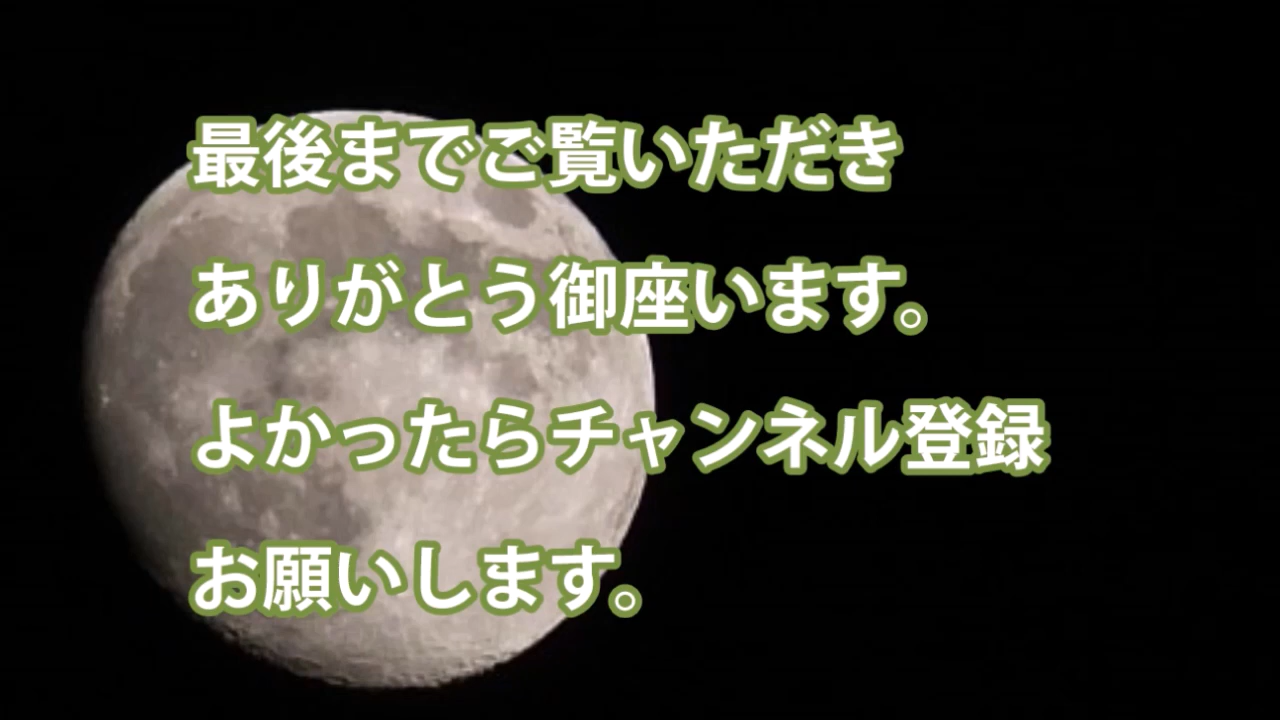 最後までご覧いただき
ありがとう御座います。
よかったらチャンネル登録
お願いします。